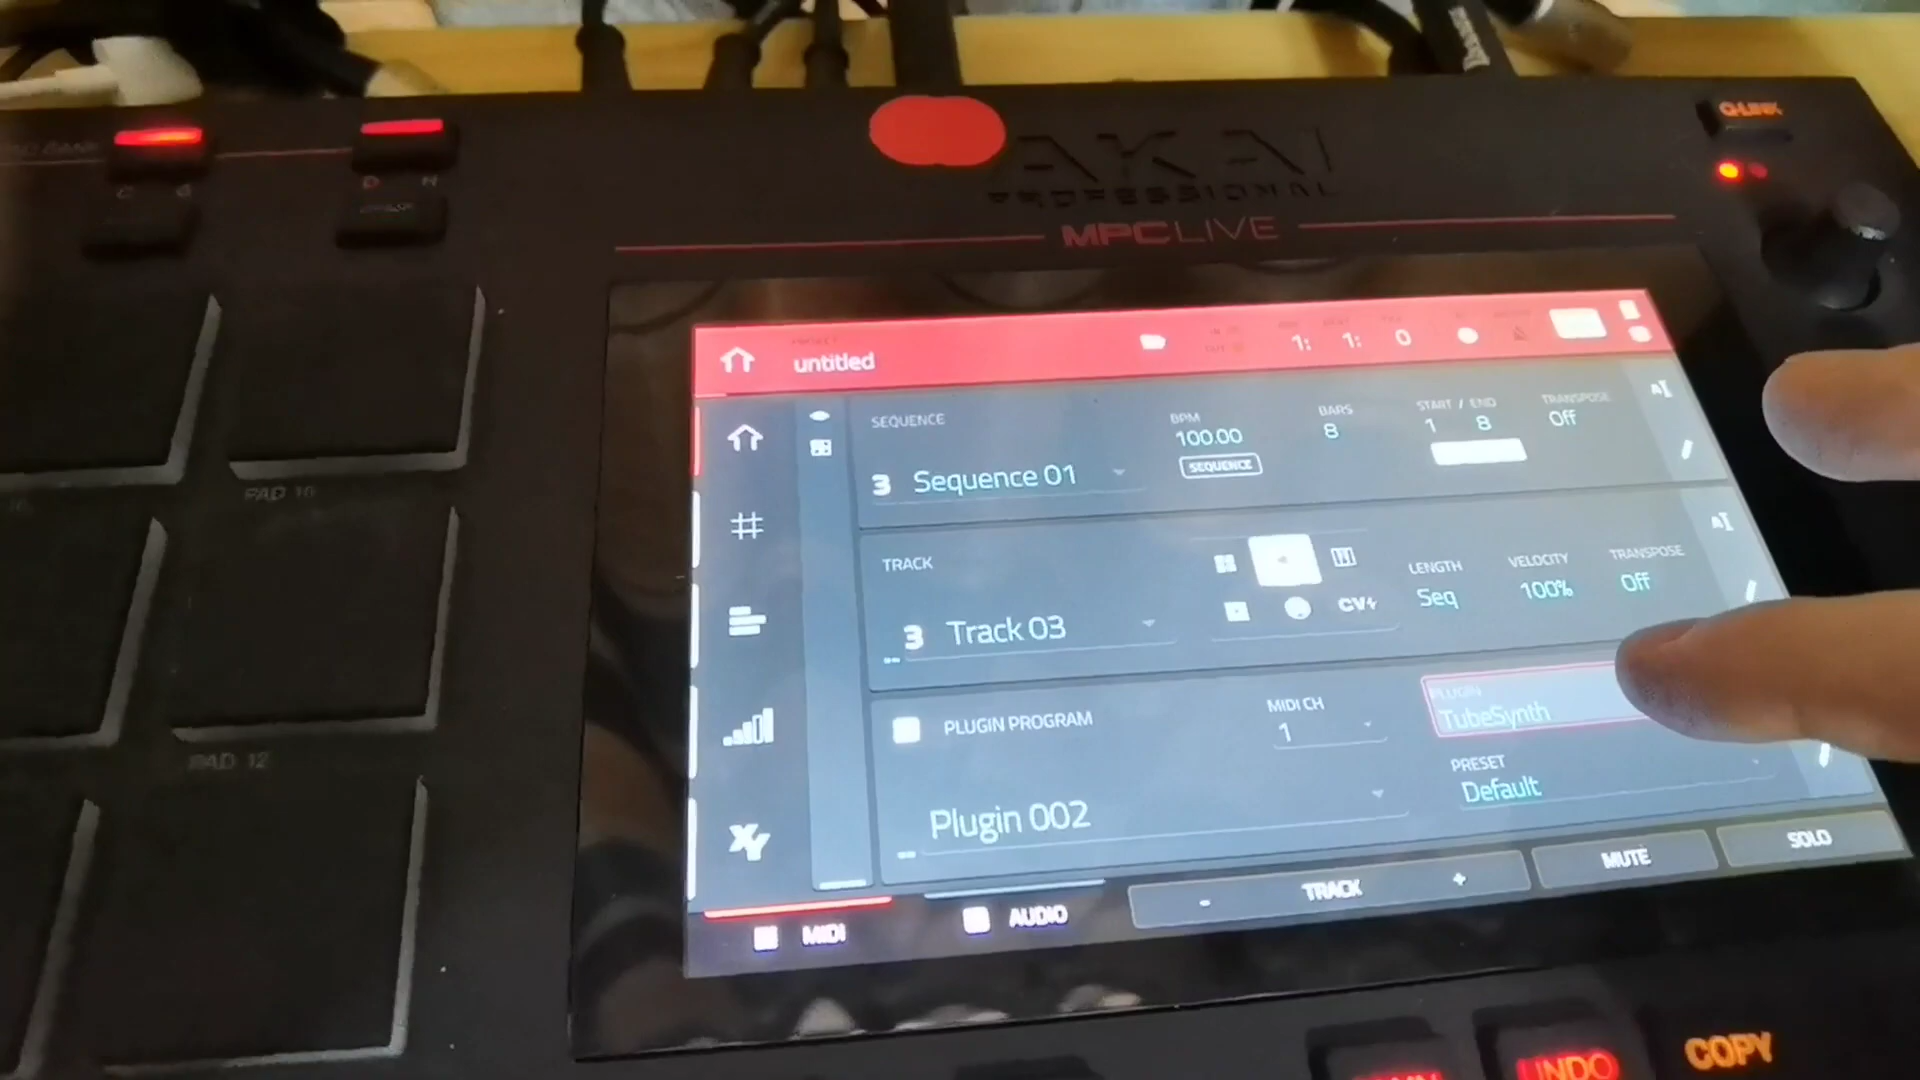 Q-LINK
AKAI
PROFESSIONAL
MPC LIVE
C G
D H
PAD 16
PAD 12
untitled
1: 1: 0
SEQUENCE
3 Sequence 01
BPM
100.00
SEQUENCE
BARS
8
START / END
1 8
TRANSPOSE
Off
TRACK
3 Track 03
CV
LENGTH
Seq
VELOCITY
100%
TRANSPOSE
Off
PLUGIN PROGRAM
Plugin 002
MIDI CH
1
PLUGIN
TubeSynth
PRESET
Default
XY
MIDI
AUDIO
- TRACK +
MUTE
SOLO
UNDO
COPY